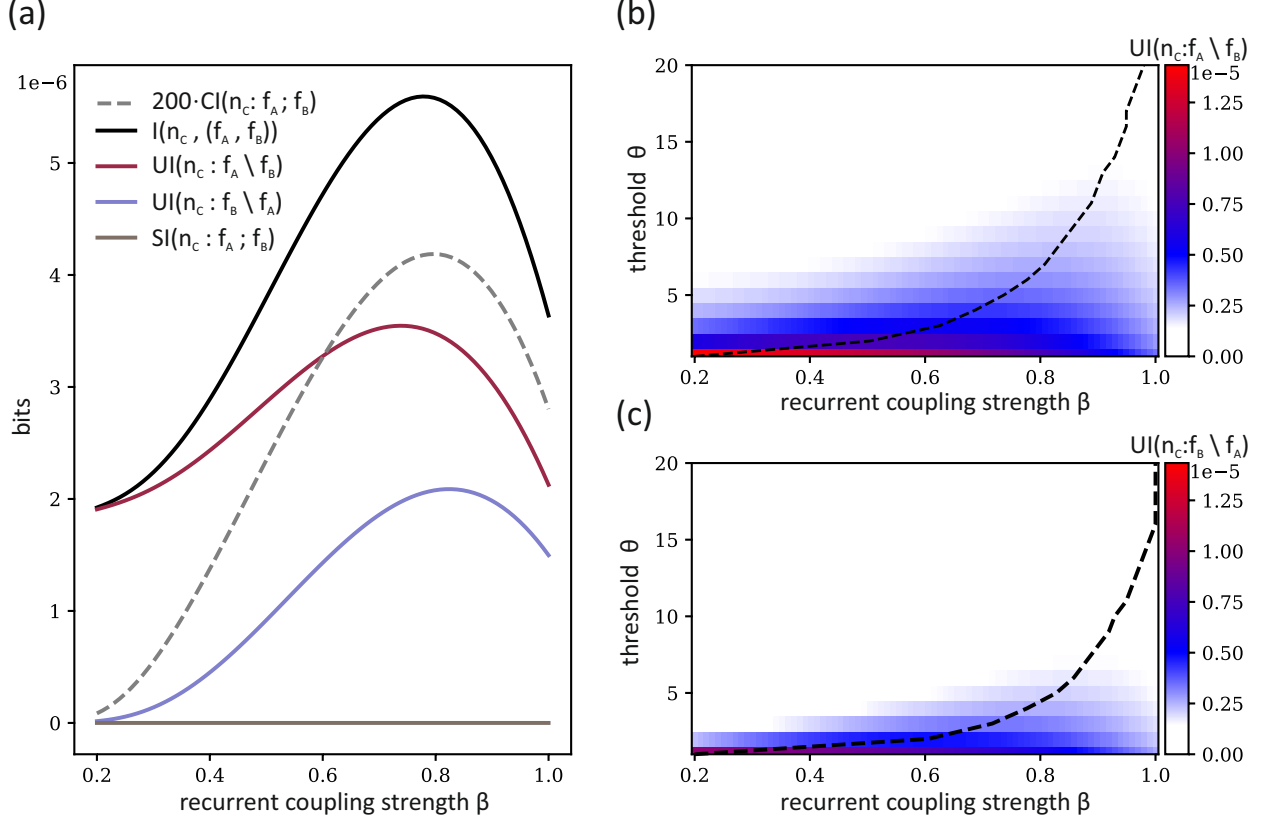 (a)
1e−6
200·CI(n_C : f_A ; f_B)
I(n_C , (f_A , f_B))
UI(n_C : f_A \ f_B)
UI(n_C : f_B \ f_A)
SI(n_C : f_A ; f_B)
bits
5
4
3
2
1
0
0.2 0.4 0.6 0.8 1.0
recurrent coupling strength β
(b)
UI(n_C:f_A \ f_B)
1e−5
threshold θ
20
15
10
5
0.2 0.4 0.6 0.8 1.0
recurrent coupling strength β
1.25
1.00
0.75
0.50
0.25
0.00
(c)
UI(n_C:f_B \ f_A)
1e−5
threshold θ
20
15
10
5
0.2 0.4 0.6 0.8 1.0
recurrent coupling strength β
1.25
1.00
0.75
0.50
0.25
0.00